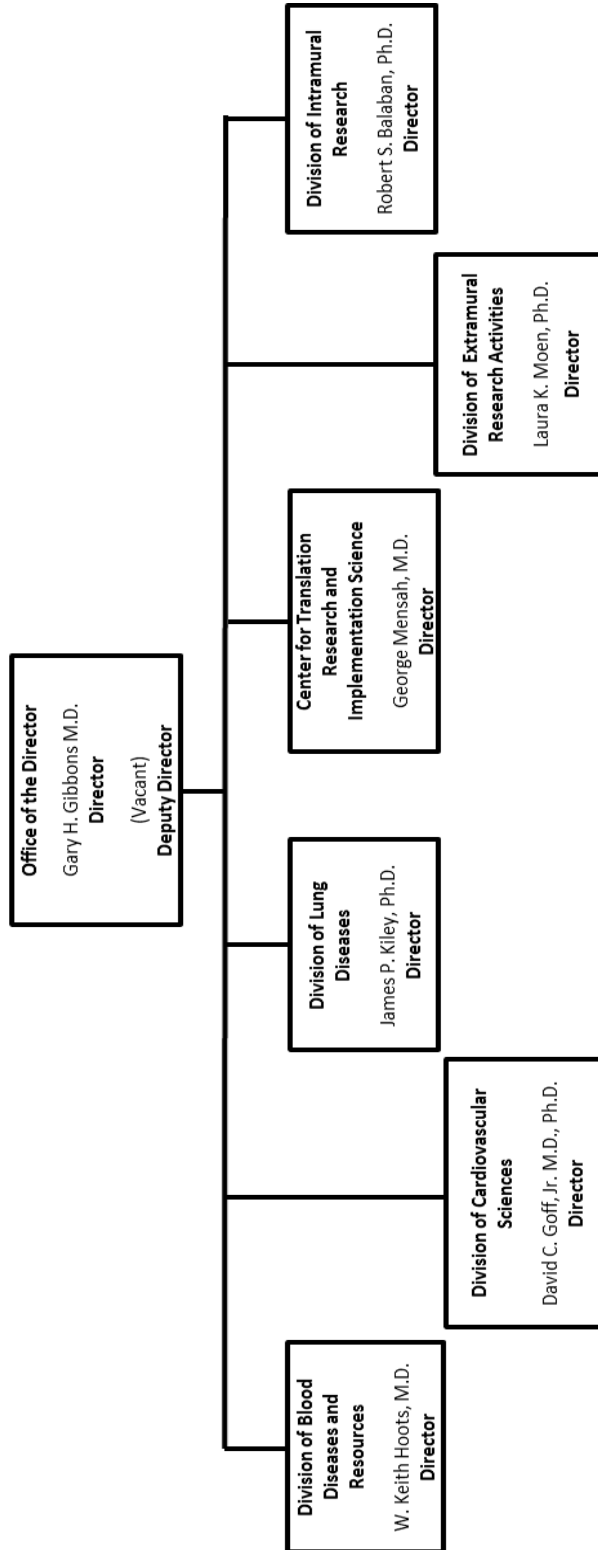 Office of the Director
Gary H. Gibbons M.D.
Director
(Vacant)
Deputy Director
Division of Blood
Diseases and
Resources
W. Keith Hoots, M.D.
Director
Division of Cardiovascular
Sciences
David C. Goff, Jr. M.D., Ph.D.
Director
Division of Lung
Diseases
James P. Kiley, Ph.D.
Director
Center for Translation
Research and
Implementation Science
George Mensah, M.D.
Director
Division of Extramural
Research Activities
Laura K. Moen, Ph.D.
Director
Division of Intramural
Research
Robert S. Balaban, Ph.D.
Director